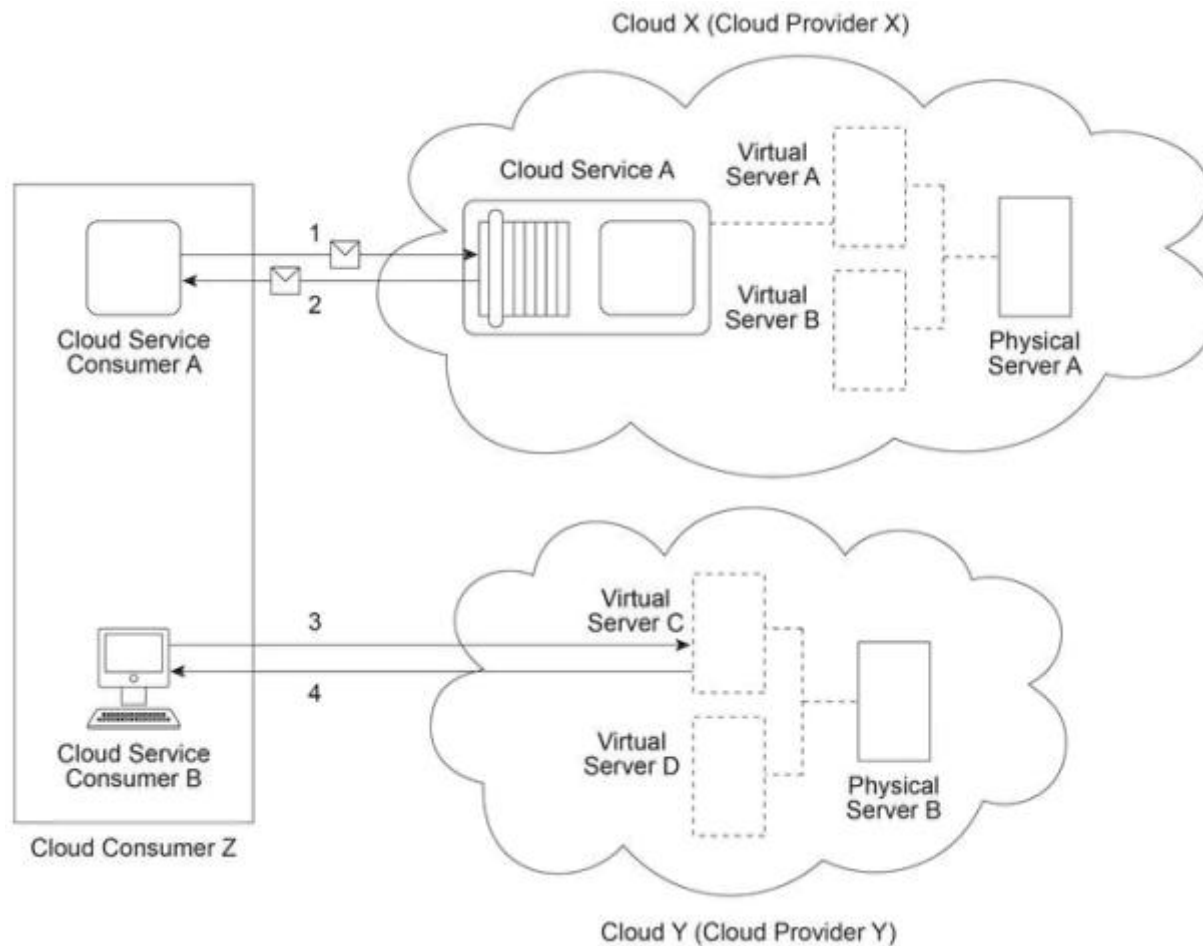 Cloud X (Cloud Provider X)
Cloud Service A
Virtual
Server A
1
2
Cloud Service
Consumer A
Virtual
Server B
Physical
Server A
3
4
Cloud Service
Consumer B
Virtual
Server C
Virtual
Server D
Physical
Server B
Cloud Consumer Z
Cloud Y (Cloud Provider Y)